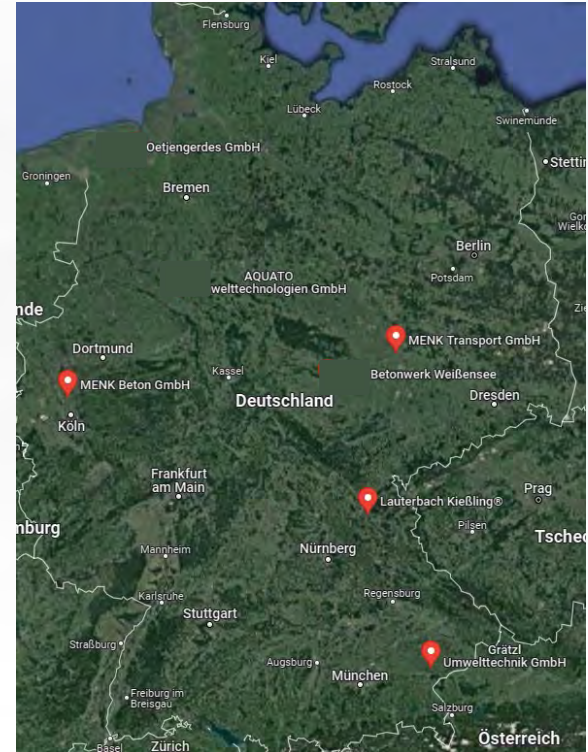 Flensburg
Kiel
Stralsund
Rostock
Lübeck
Swinemünde
Oetjengerdes GmbH
Stettin
Groningen
Bremen
Berlin
Potsdam
AQUATO
welttechnologien GmbH
nde
MENK Transport GmbH
Dortmund
Kassel
Betonwerk Weißensee
MENK Beton GmbH
Deutschland
Dresden
Köln
Frankfurt
am Main
Prag
Lauterbach Kießling®
mburg
Pilsen
Tschec
Nürnberg
Mannheim
Karlsruhe
Regensburg
Stuttgart
Straßburg
Grätzl
Umwelttechnik GmbH
Augsburg
München
Freiburg im
Breisgau
Salzburg
Österreich
Zürich
Basel